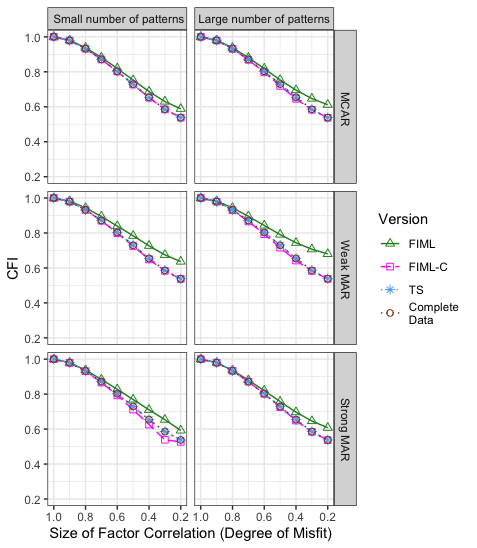 Small number of patterns
Large number of patterns
1.0
0.8
0.6
0.4
0.2
MCAR
1.0
0.8
0.6
0.4
0.2
Weak MAR
1.0
0.8
0.6
0.4
0.2
Strong MAR
CFI
1.0 0.8 0.6 0.4 0.2
1.0 0.8 0.6 0.4 0.2
Size of Factor Correlation (Degree of Misfit)
Version
FIML
FIML-C
TS
Complete
Data